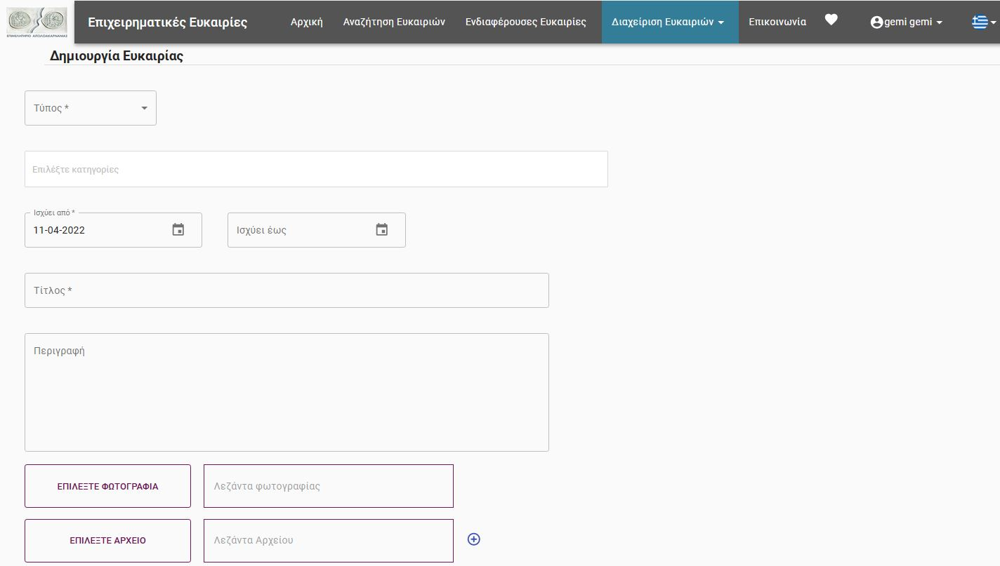 ΕΠΙΜΕΛΗΤΗΡΙΟ ΑΙΤΩΛΟΑΚΑΡΝΑΝΙΑΣ
Επιχειρηματικές Ευκαιρίες
Αρχική
Αναζήτηση Ευκαιριών
Ενδιαφέρουσες Ευκαιρίες
Διαχείριση Ευκαιριών
Επικοινωνία
gemi gemi
Δημιουργία Ευκαιρίας
Τύπος *
Επιλέξτε κατηγορίες
Ισχύει από *
11-04-2022
Ισχύει έως
Τίτλος *
Περιγραφή
ΕΠΙΛΕΞΤΕ ΦΩΤΟΓΡΑΦΙΑ
Λεζάντα φωτογραφίας
ΕΠΙΛΕΞΤΕ ΑΡΧΕΙΟ
Λεζάντα Αρχείου